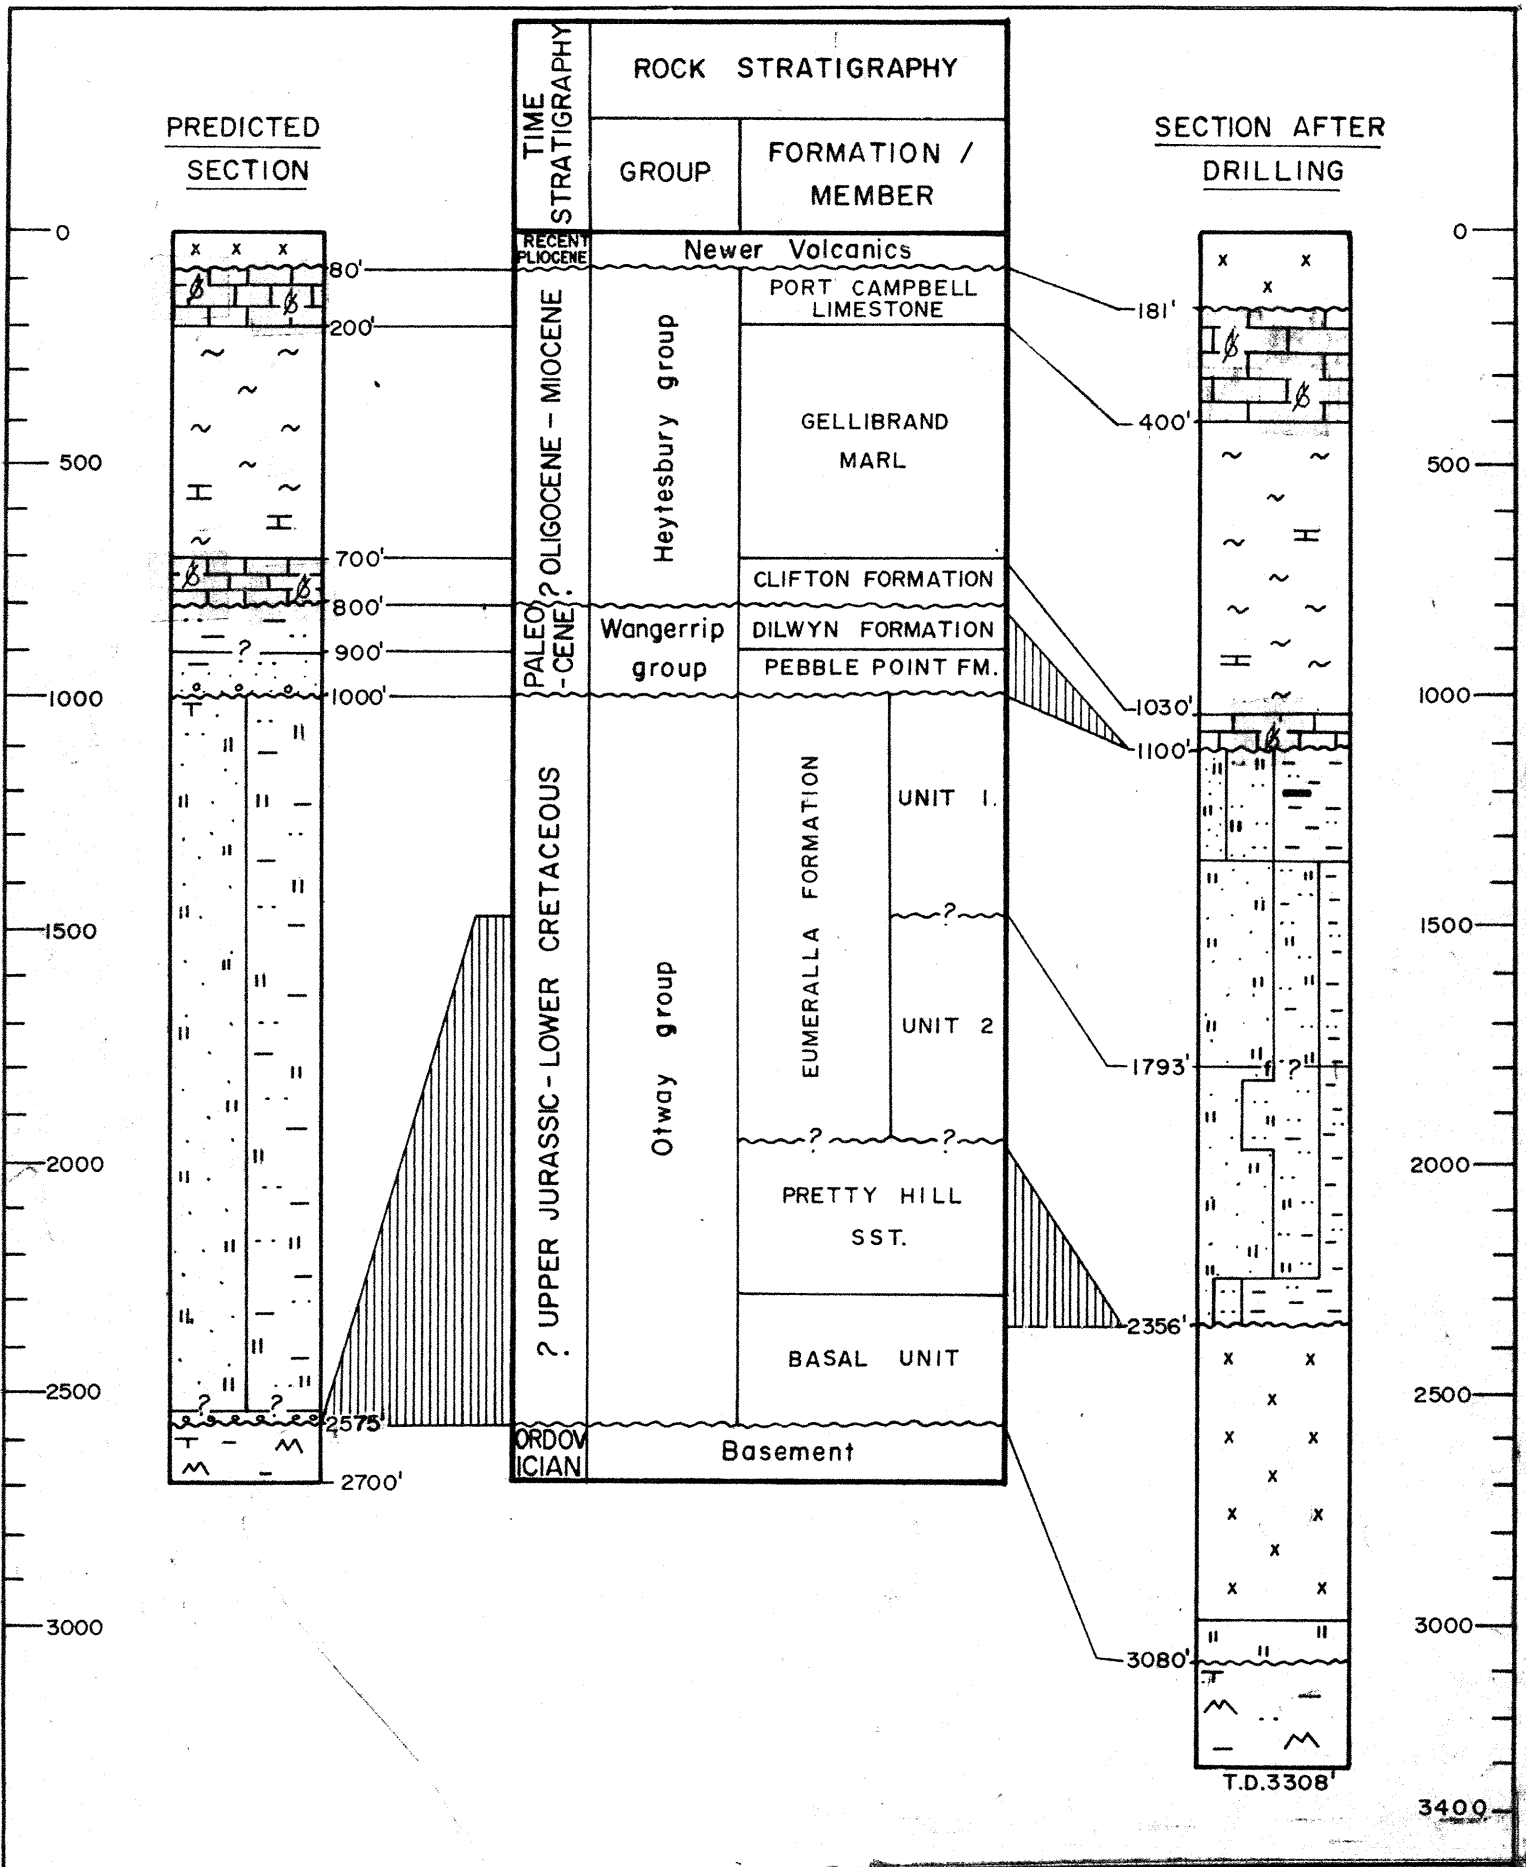 TIME
STRATIGRAPHY
ROCK STRATIGRAPHY
GROUP
FORMATION /
MEMBER
PREDICTED
SECTION
SECTION AFTER
DRILLING
0
500
1000
1500
2000
2500
3000
80'
200'
700'
800'
?
900'
1000'
? ?
2575'
2700'
RECENT
PLIOCENE
Newer Volcanics
? OLIGOCENE - MIOCENE
Heytesbury group
PORT CAMPBELL
LIMESTONE
GELLIBRAND
MARL
CLIFTON FORMATION
PALEO
-CENE
Wangerrip
group
DILWYN FORMATION
PEBBLE POINT FM.
? UPPER JURASSIC - LOWER CRETACEOUS
Otway group
EUMERALLA FORMATION
UNIT 1.
?
UNIT 2
? ?
PRETTY HILL
SST.
BASAL UNIT
ORDOV
ICIAN
Basement
181'
400'
1030'
1100'
1793'
f ?
2356'
3080'
T.D.3308'
0
500
1000
1500
2000
2500
3000
3400